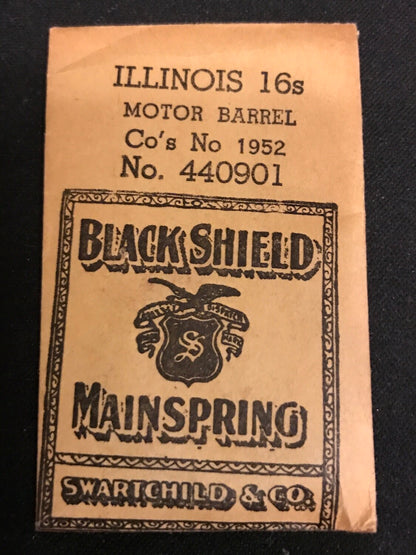 ILLINOIS 16s
MOTOR BARREL
Co's No 1952
No. 440901
BLACK SHIELD
S
MAINSPRING
SWARTCHILD & CO.